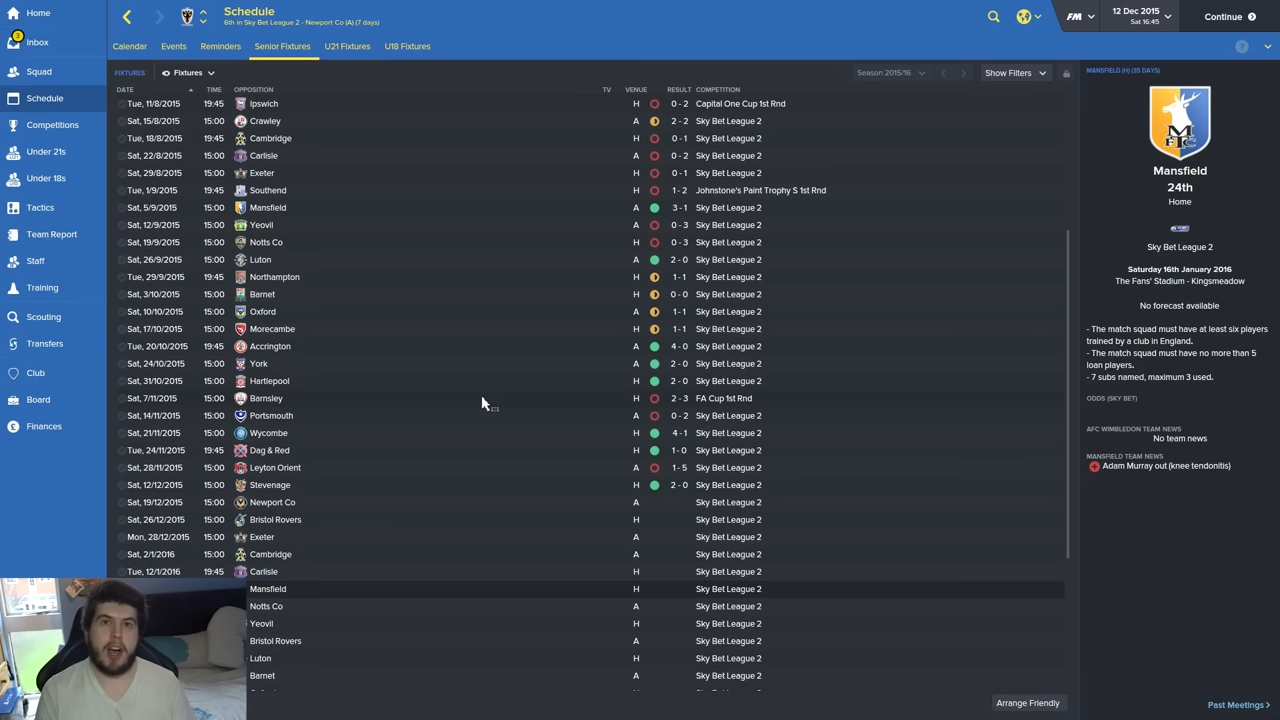 Home
3
Inbox
Squad
Schedule
Competitions
Under 21s
Under 18s
Tactics
Team Report
Staff
Training
Scouting
Transfers
Club
Board
Finances
Schedule
6th in Sky Bet League 2 - Newport Co (A) (7 days)
FM
12 Dec 2015
Sat 16:45
Continue
Calendar Events Reminders Senior Fixtures U21 Fixtures U18 Fixtures
?
FIXTURES Fixtures Season 2015/16 Show Filters
DATE TIME OPPOSITION TV VENUE RESULT COMPETITION
Tue, 11/8/2015 19:45 Ipswich H 0 - 2 Capital One Cup 1st Rnd
Sat, 15/8/2015 15:00 Crawley A 2 - 2 Sky Bet League 2
Tue, 18/8/2015 19:45 Cambridge H 0 - 1 Sky Bet League 2
Sat, 22/8/2015 15:00 Carlisle A 0 - 2 Sky Bet League 2
Sat, 29/8/2015 15:00 Exeter H 0 - 1 Sky Bet League 2
Tue, 1/9/2015 19:45 Southend H 1 - 2 Johnstone's Paint Trophy S 1st Rnd
Sat, 5/9/2015 15:00 Mansfield A 3 - 1 Sky Bet League 2
Sat, 12/9/2015 15:00 Yeovil A 0 - 3 Sky Bet League 2
Sat, 19/9/2015 15:00 Notts Co H 0 - 3 Sky Bet League 2
Sat, 26/9/2015 15:00 Luton A 2 - 0 Sky Bet League 2
Tue, 29/9/2015 19:45 Northampton H 1 - 1 Sky Bet League 2
Sat, 3/10/2015 15:00 Barnet H 0 - 0 Sky Bet League 2
Sat, 10/10/2015 15:00 Oxford A 1 - 1 Sky Bet League 2
Sat, 17/10/2015 15:00 Morecambe H 1 - 1 Sky Bet League 2
Tue, 20/10/2015 19:45 Accrington A 4 - 0 Sky Bet League 2
Sat, 24/10/2015 15:00 York A 2 - 0 Sky Bet League 2
Sat, 31/10/2015 15:00 Hartlepool H 2 - 0 Sky Bet League 2
Sat, 7/11/2015 15:00 Barnsley H 2 - 3 FA Cup 1st Rnd
Sat, 14/11/2015 15:00 Portsmouth A 0 - 2 Sky Bet League 2
Sat, 21/11/2015 15:00 Wycombe H 4 - 1 Sky Bet League 2
Tue, 24/11/2015 19:45 Dag & Red H 1 - 0 Sky Bet League 2
Sat, 28/11/2015 15:00 Leyton Orient A 1 - 5 Sky Bet League 2
Sat, 12/12/2015 15:00 Stevenage H 2 - 0 Sky Bet League 2
Sat, 19/12/2015 15:00 Newport Co A Sky Bet League 2
Sat, 26/12/2015 15:00 Bristol Rovers H Sky Bet League 2
Mon, 28/12/2015 15:00 Exeter A Sky Bet League 2
Sat, 2/1/2016 15:00 Cambridge A Sky Bet League 2
Tue, 12/1/2016 19:45 Carlisle H Sky Bet League 2
Mansfield H Sky Bet League 2
Notts Co A Sky Bet League 2
Yeovil H Sky Bet League 2
Bristol Rovers A Sky Bet League 2
Luton H Sky Bet League 2
Barnet A Sky Bet League 2
Arrange Friendly
MANSFIELD (H) (35 DAYS)
Mansfield
24th
Home
Sky Bet League 2
Saturday 16th January 2016
The Fans' Stadium - Kingsmeadow
No forecast available
- The match squad must have at least six players
trained by a club in England.
- The match squad must have no more than 5
loan players.
- 7 subs named, maximum 3 used.
ODDS (SKY BET)
AFC WIMBLEDON TEAM NEWS
No team news
MANSFIELD TEAM NEWS
Adam Murray out (knee tendonitis)
Past Meetings >